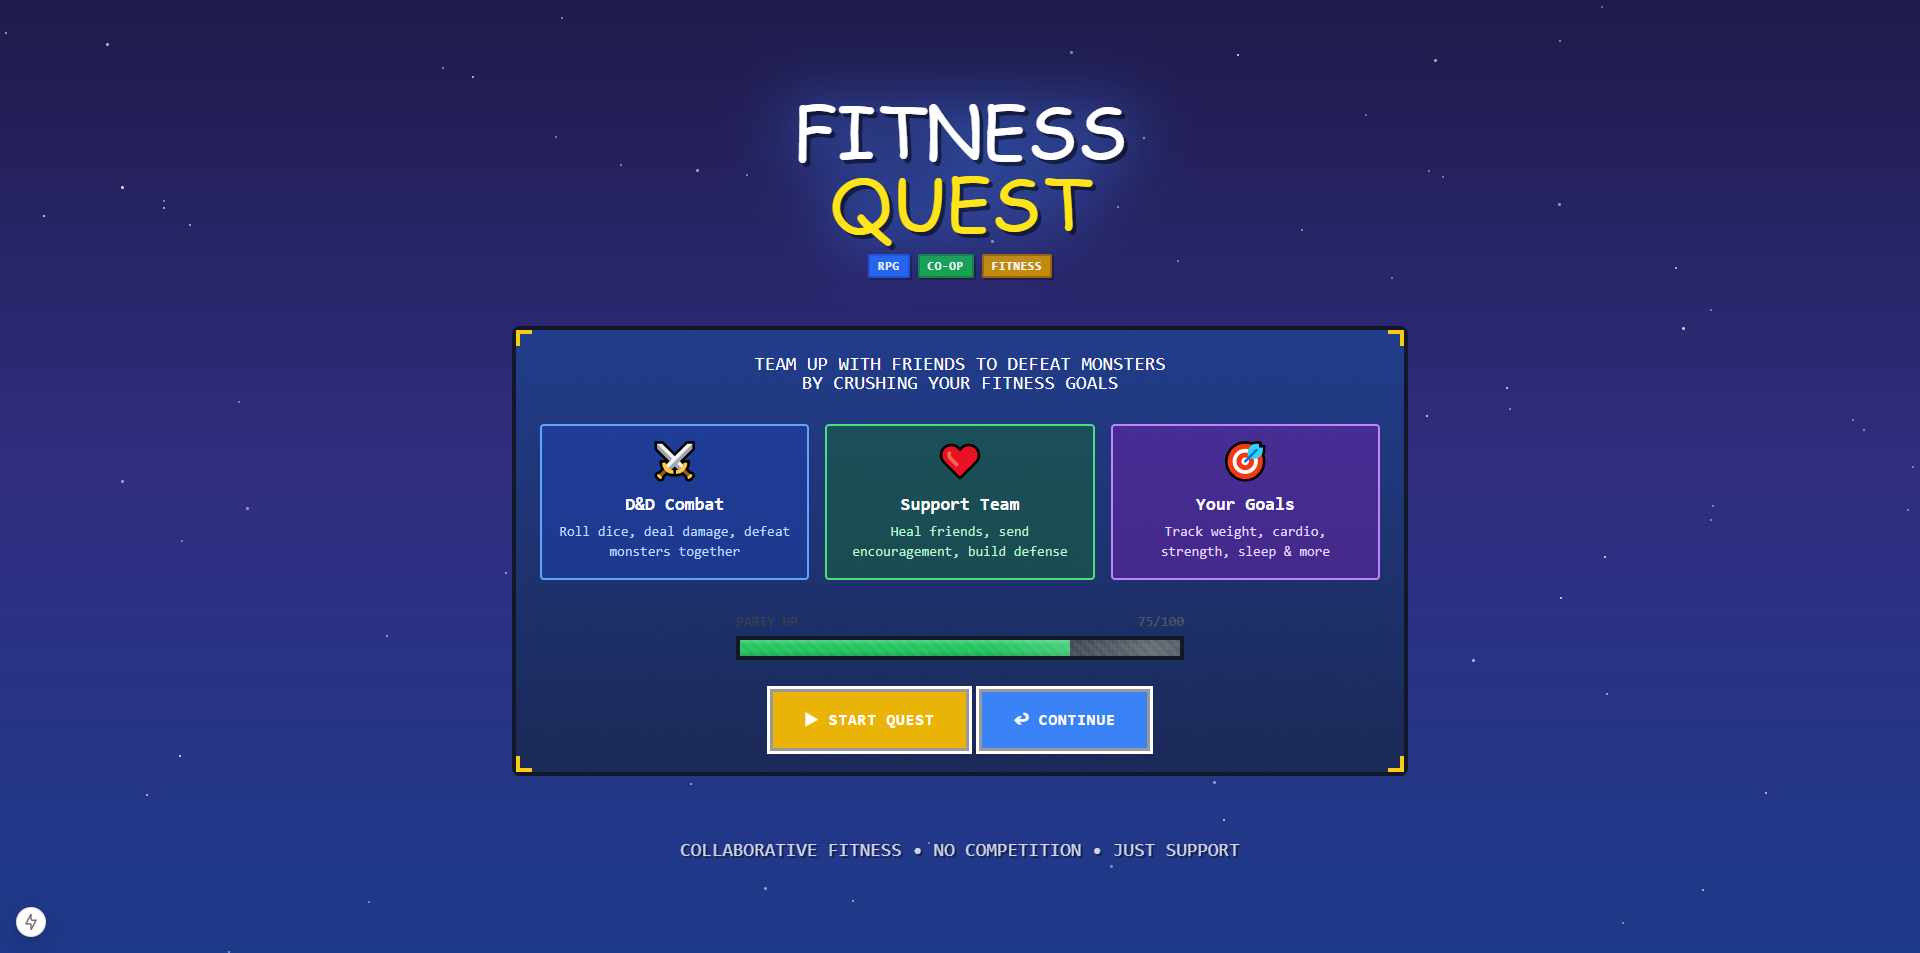 FITNESS
QUEST
RPG CO-OP FITNESS
TEAM UP WITH FRIENDS TO DEFEAT MONSTERS
BY CRUSHING YOUR FITNESS GOALS
D&D Combat
Roll dice, deal damage, defeat
monsters together
Support Team
Heal friends, send
encouragement, build defense
Your Goals
Track weight, cardio,
strength, sleep & more
PARTY HP 75/100
▶ START QUEST
↩ CONTINUE
COLLABORATIVE FITNESS • NO COMPETITION • JUST SUPPORT